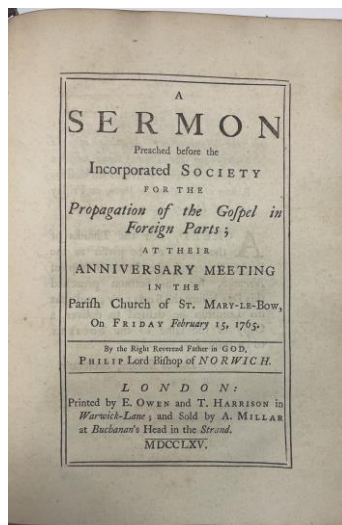 A
SERMON
Preached before the
Incorporated SOCIETY
FOR THE
Propagation of the Goſpel in
Foreign Parts;
AT THEIR
ANNIVERSARY MEETING
IN THE
Pariſh Church of ST. MARY-LE-BOW,
On FRIDAY February 15, 1765.
By the Right Reverend Father in GOD,
PHILIP Lord Biſhop of NORWICH.
LONDON:
Printed by E. OWEN and T. HARRISON in
Warwick-Lane; and Sold by A. MILLAR
at Buchanan's Head in the Strand.
MDCCLXV.